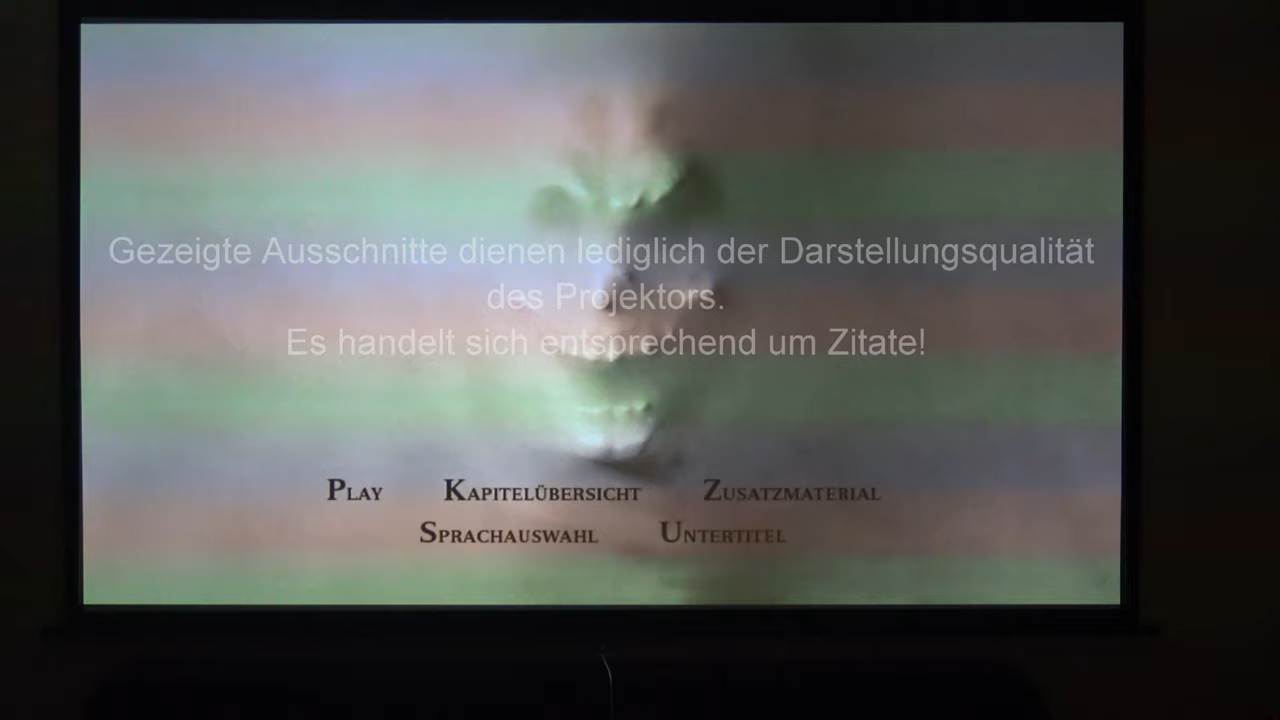 Gezeigte Ausschnitte dienen lediglich der Darstellungsqualität
des Projektors.
Es handelt sich entsprechend um Zitate!
Play Kapitelübersicht Zusatzmaterial
Sprachauswahl Untertitel